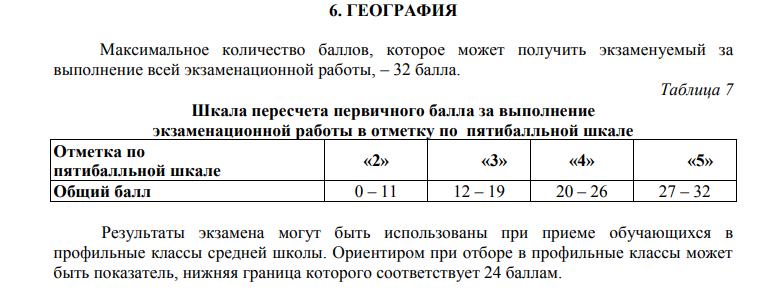 6. ГЕОГРАФИЯ
Максимальное количество баллов, которое может получить экзаменуемый за
выполнение всей экзаменационной работы, – 32 балла.
Таблица 7
Шкала пересчета первичного балла за выполнение
экзаменационной работы в отметку по пятибалльной шкале
Отметка по
пятибалльной шкале
«2» «3» «4» «5»
Общий балл 0 – 11 12 – 19 20 – 26 27 – 32
Результаты экзамена могут быть использованы при приеме обучающихся в
профильные классы средней школы. Ориентиром при отборе в профильные классы может
быть показатель, нижняя граница которого соответствует 24 баллам.